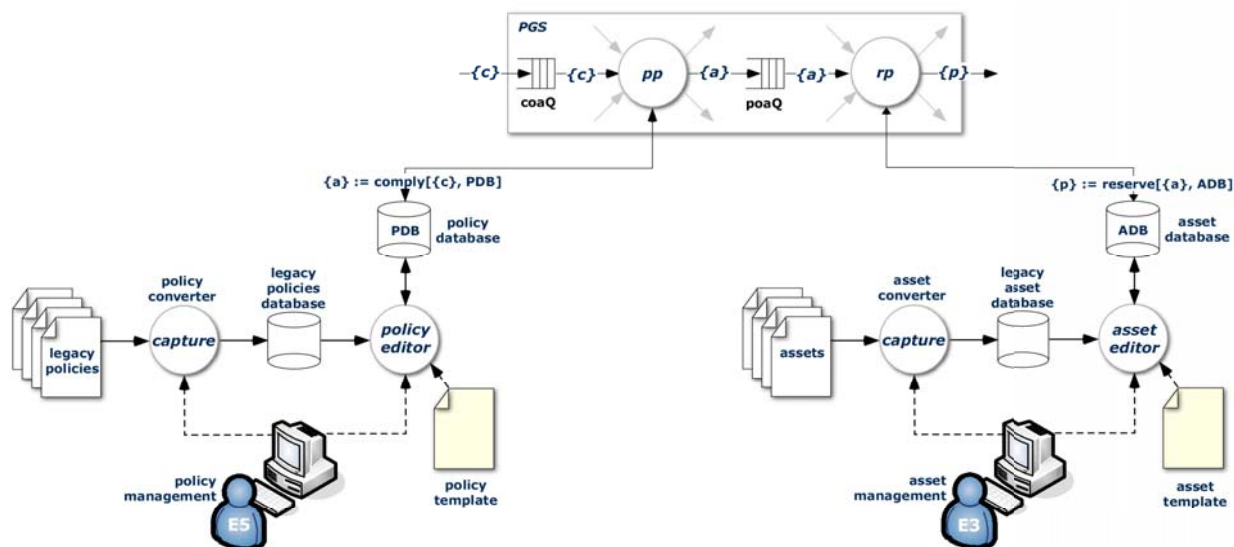 PGS
{c}
{c}
pp
{a}
{a}
rp
{p}
coaQ
poaQ
{a} := comply[{c}, PDB]
{p} := reserve[{a}, ADB]
PDB
policy
database
ADB
asset
database
policy
converter
legacy
policies
database
legacy
policies
capture
policy
editor
asset
converter
legacy
asset
database
assets
capture
asset
editor
policy
management
E5
policy
template
asset
management
E3
asset
template